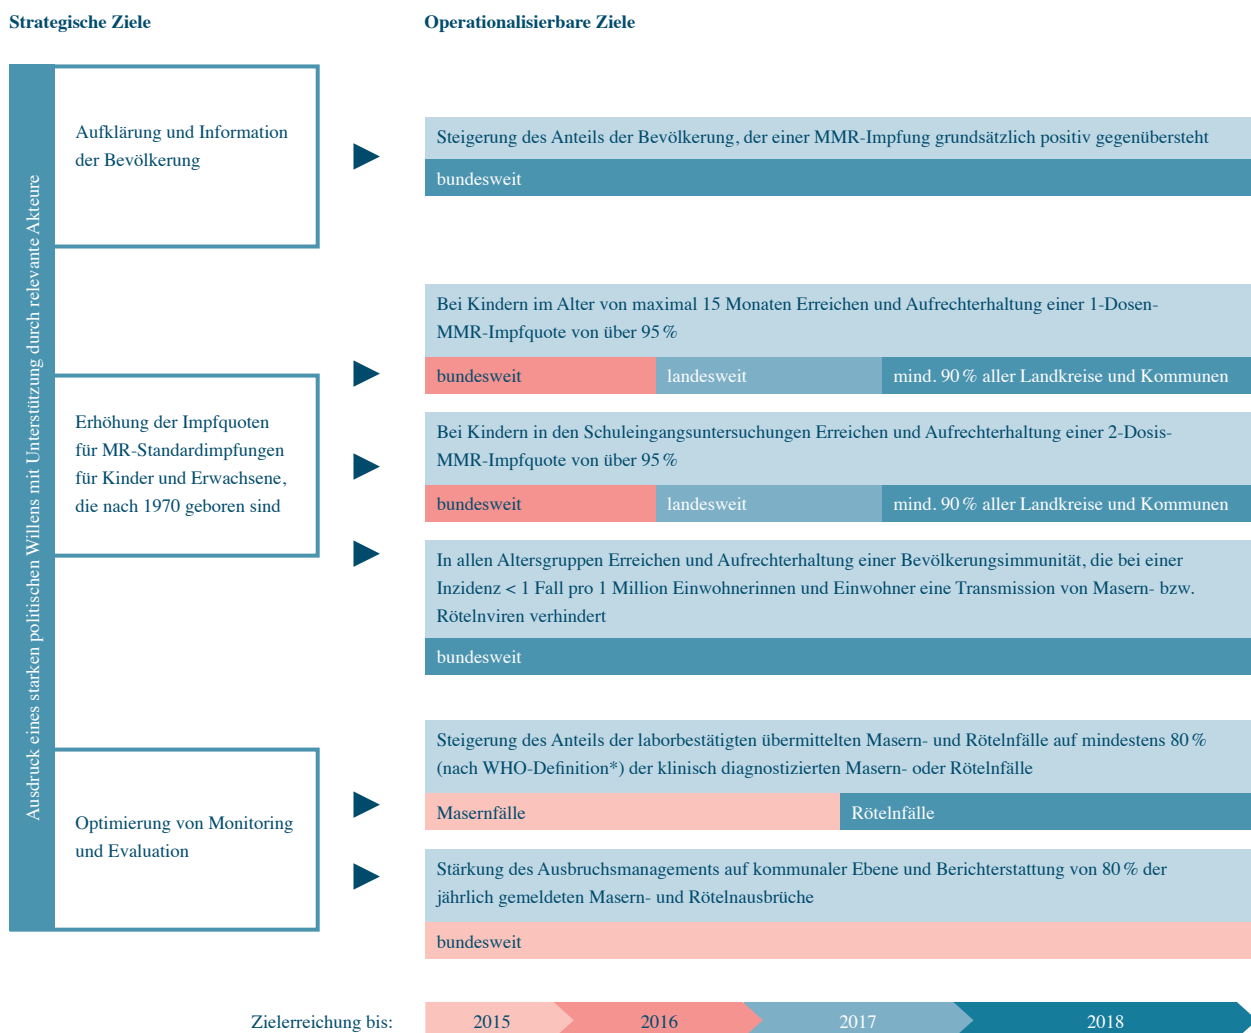 Strategische Ziele
Operationalisierbare Ziele
Ausdruck eines starken politischen Willens mit Unterstützung durch relevante Akteure
Aufklärung und Information
der Bevölkerung
Steigerung des Anteils der Bevölkerung, der einer MMR-Impfung grundsätzlich positiv gegenübersteht
bundesweit
Erhöhung der Impfquoten
für MR-Standardimpfungen
für Kinder und Erwachsene,
die nach 1970 geboren sind
Bei Kindern im Alter von maximal 15 Monaten Erreichen und Aufrechterhaltung einer 1-Dosen-
MMR-Impfquote von über 95 %
bundesweit
landesweit
mind. 90 % aller Landkreise und Kommunen
Bei Kindern in den Schuleingangsuntersuchungen Erreichen und Aufrechterhaltung einer 2-Dosis-
MMR-Impfquote von über 95 %
bundesweit
landesweit
mind. 90 % aller Landkreise und Kommunen
In allen Altersgruppen Erreichen und Aufrechterhaltung einer Bevölkerungsimmunität, die bei einer
Inzidenz < 1 Fall pro 1 Million Einwohnerinnen und Einwohner eine Transmission von Masern- bzw.
Rötelnviren verhindert
bundesweit
Optimierung von Monitoring
und Evaluation
Steigerung des Anteils der laborbestätigten übermittelten Masern- und Rötelnfälle auf mindestens 80 %
(nach WHO-Definition*) der klinisch diagnostizierten Masern- oder Rötelnfälle
Masernfälle
Rötelnfälle
Stärkung des Ausbruchsmanagements auf kommunaler Ebene und Berichterstattung von 80 % der
jährlich gemeldeten Masern- und Rötelnausbrüche
bundesweit
Zielerreichung bis:
2015
2016
2017
2018